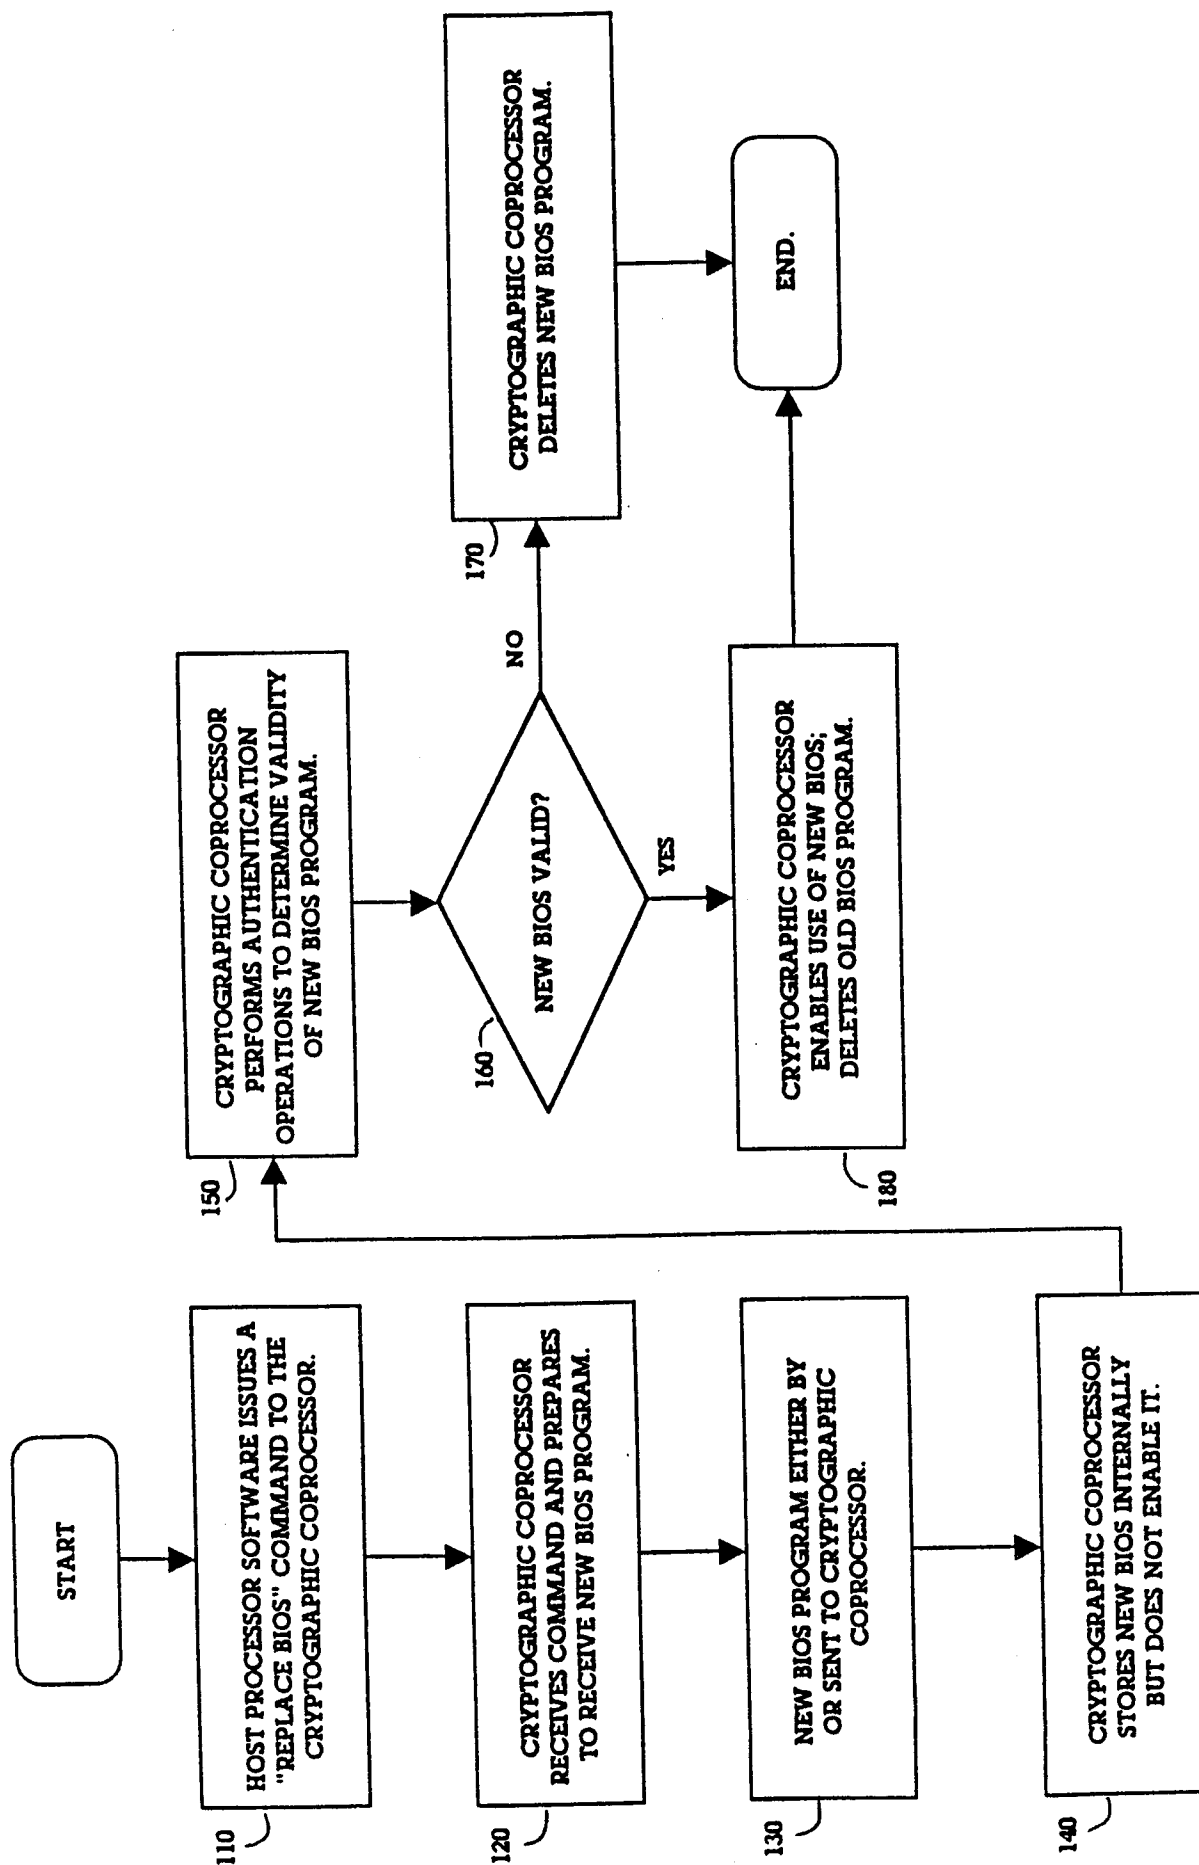 START
110
HOST PROCESSOR SOFTWARE ISSUES A
"REPLACE BIOS" COMMAND TO THE
CRYPTOGRAPHIC COPROCESSOR.
120
CRYPTOGRAPHIC COPROCESSOR
RECEIVES COMMAND AND PREPARES
TO RECEIVE NEW BIOS PROGRAM.
130
NEW BIOS PROGRAM EITHER BY
OR SENT TO CRYPTOGRAPHIC
COPROCESSOR.
140
CRYPTOGRAPHIC COPROCESSOR
STORES NEW BIOS INTERNALLY
BUT DOES NOT ENABLE IT.
150
CRYPTOGRAPHIC COPROCESSOR
PERFORMS AUTHENTICATION
OPERATIONS TO DETERMINE VALIDITY
OF NEW BIOS PROGRAM.
160
NEW BIOS VALID?
NO
YES
170
CRYPTOGRAPHIC COPROCESSOR
DELETES NEW BIOS PROGRAM.
180
CRYPTOGRAPHIC COPROCESSOR
ENABLES USE OF NEW BIOS;
DELETES OLD BIOS PROGRAM.
END.